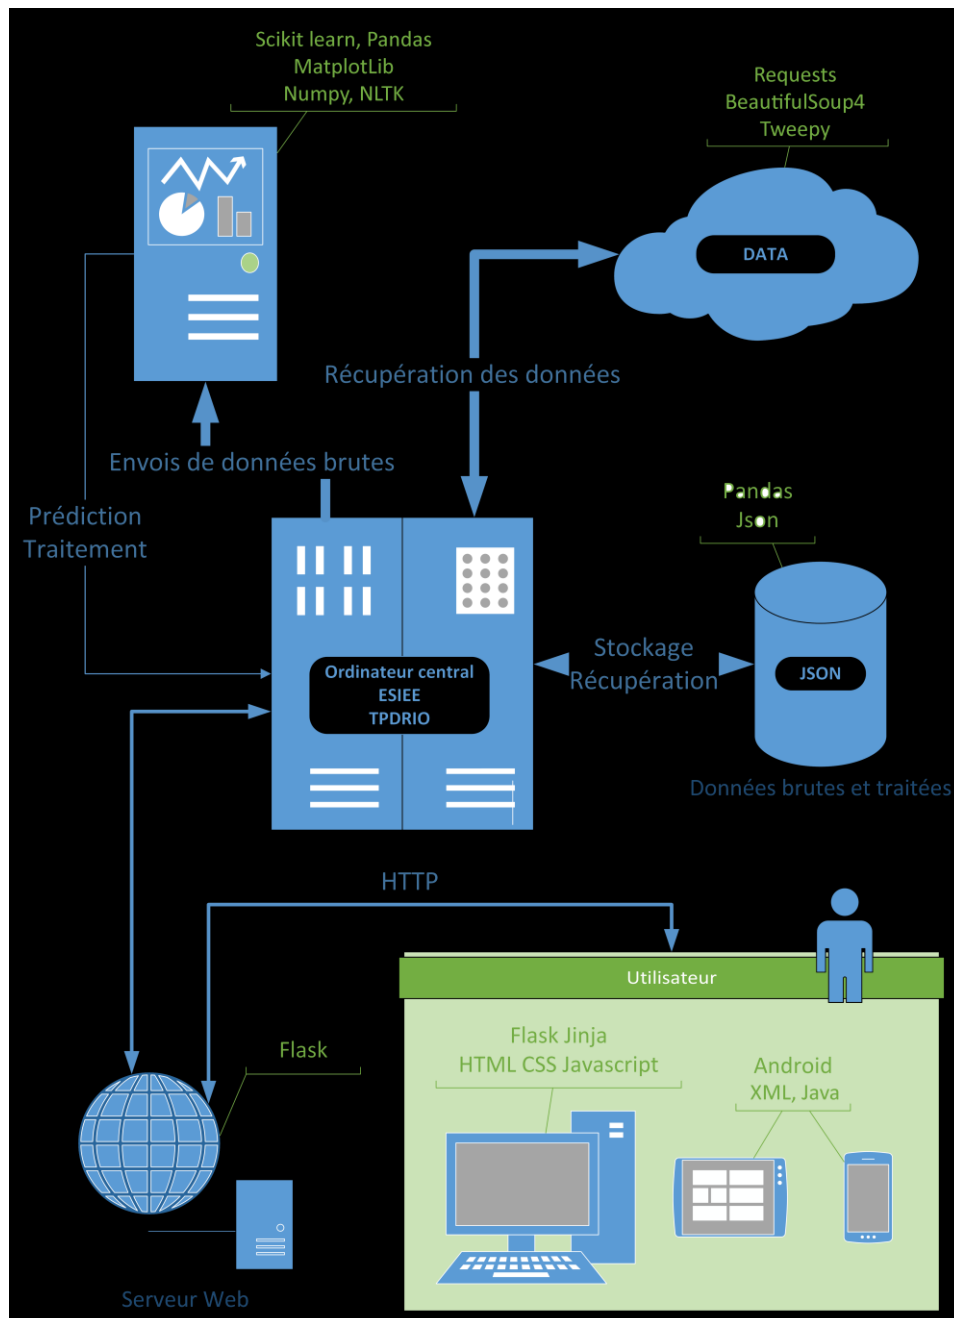 Scikit learn, Pandas
MatplotLib
Numpy, NLTK
Requests
BeautifulSoup4
Tweepy
DATA
Récupération des données
Envois de données brutes
Prédiction
Traitement
Pandas
Json
Ordinateur central
ESIEE
TPDRIO
Stockage
Récupération
JSON
Données brutes et traitées
HTTP
Utilisateur
Flask
Flask Jinja
HTML CSS Javascript
Android
XML, Java
Serveur Web